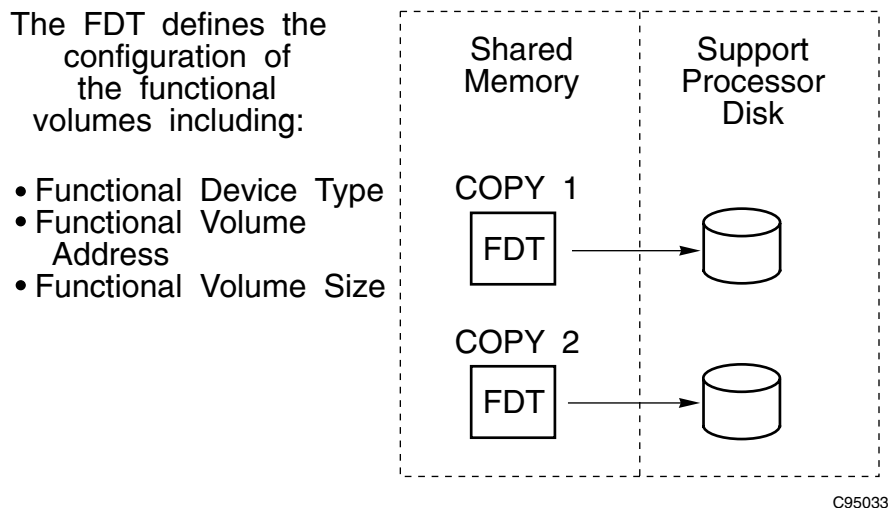 The FDT defines the
configuration of
the functional
volumes including:
• Functional Device Type
• Functional Volume
Address
• Functional Volume Size
Shared
Memory
Support
Processor
Disk
COPY 1
FDT
COPY 2
FDT
C95033